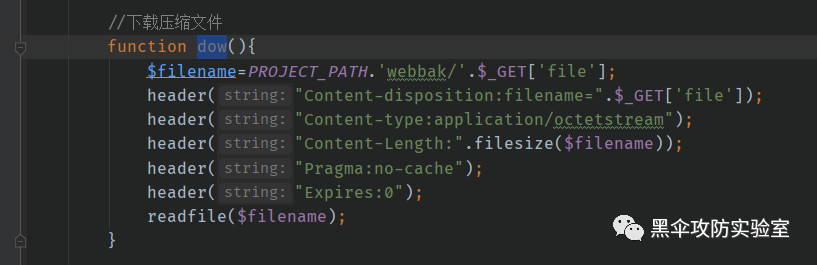 //下载压缩文件
function dow(){
$filename=PROJECT_PATH.'webbak/'.$_GET['file'];
header( string: "Content-disposition:filename=".$_GET['file']);
header( string: "Content-type:application/octetstream");
header( string: "Content-Length:".filesize($filename));
header( string: "Pragma:no-cache");
header( string: "Expires:0");
readfile($filename);
}
黑伞攻防实验室